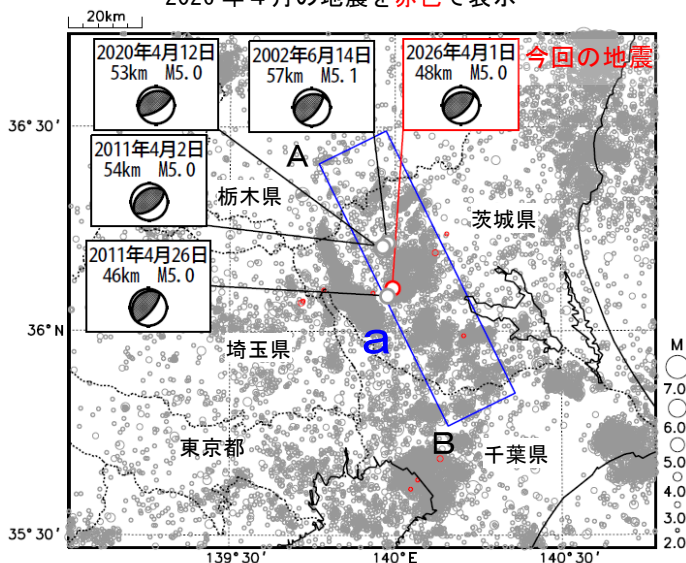 2026年4月の地震を赤色で表示
20km
2020年4月12日
53km M5.0
2002年6月14日
57km M5.1
2026年4月1日
48km M5.0
今回の地震
36°30′
A
2011年4月2日
54km M5.0
栃木県
茨城県
2011年4月26日
46km M5.0
36°N
a
埼玉県
M
7.0
6.0
5.0
4.0
3.0
2.0
B
東京都
千葉県
35°30′
139°30′
140°E
140°30′